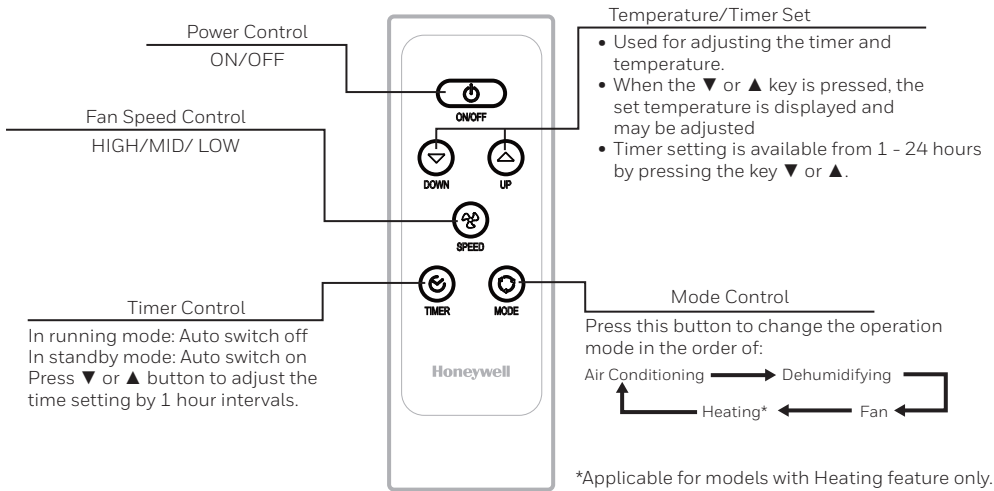 Power Control
ON/OFF
Fan Speed Control
HIGH/MID/ LOW
Timer Control
In running mode: Auto switch off
In standby mode: Auto switch on
Press ▼ or ▲ button to adjust the
time setting by 1 hour intervals.
ON/OFF
DOWN
UP
SPEED
TIMER
MODE
Honeywell
Temperature/Timer Set
• Used for adjusting the timer and
temperature.
• When the ▼ or ▲ key is pressed, the
set temperature is displayed and
may be adjusted
• Timer setting is available from 1 - 24 hours
by pressing the key ▼ or ▲.
Mode Control
Press this button to change the operation
mode in the order of:
Air Conditioning Dehumidifying
Heating* Fan
*Applicable for models with Heating feature only.